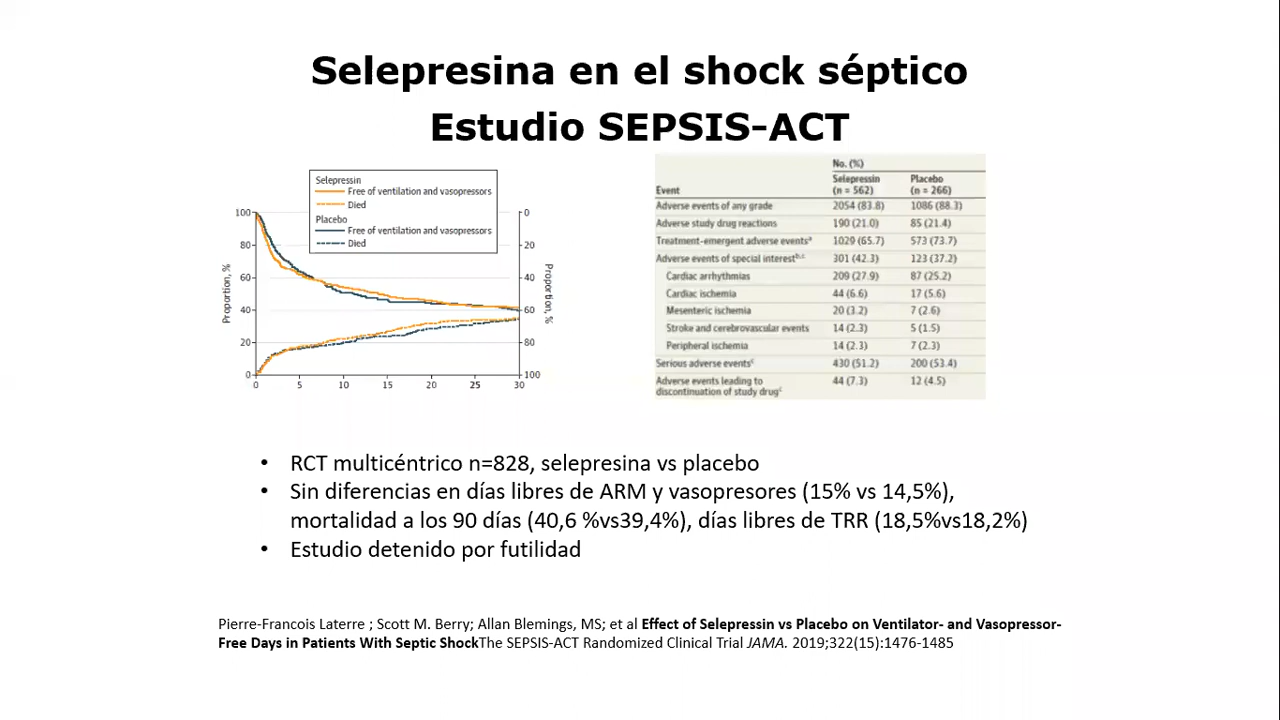 Selepresina en el shock séptico
Estudio SEPSIS-ACT
Selepressin
Free of ventilation and vasopressors
Died
Placebo
Free of ventilation and vasopressors
Died
Proportion, %
100
80
60
40
20
0
0
20
40
60
80
100
Proportion, %
0 5 10 15 20 25 30
No. (%)
Event Selepressin (n = 562) Placebo (n = 266)
Adverse events of any grade 2054 (83.8) 1086 (88.3)
Adverse study drug reactions 190 (21.0) 85 (21.4)
Treatment-emergent adverse eventsᵃ 1029 (65.7) 573 (73.7)
Adverse events of special interestᵇ,ᶜ 301 (42.3) 123 (37.2)
Cardiac arrhythmias 209 (27.9) 87 (25.2)
Cardiac ischemia 44 (6.6) 17 (5.6)
Mesenteric ischemia 20 (3.2) 7 (2.6)
Stroke and cerebrovascular events 14 (2.3) 5 (1.5)
Peripheral ischemia 14 (2.3) 7 (2.3)
Serious adverse eventsᶜ 430 (51.2) 200 (53.4)
Adverse events leading to 44 (7.3) 12 (4.5)
discontinuation of study drugᶜ
• RCT multicéntrico n=828, selepresina vs placebo
• Sin diferencias en días libres de ARM y vasopresores (15% vs 14,5%),
mortalidad a los 90 días (40,6 %vs39,4%), días libres de TRR (18,5%vs18,2%)
• Estudio detenido por futilidad
Pierre-Francois Laterre ; Scott M. Berry; Allan Blemings, MS; et al Effect of Selepressin vs Placebo on Ventilator- and Vasopressor-
Free Days in Patients With Septic ShockThe SEPSIS-ACT Randomized Clinical Trial JAMA. 2019;322(15):1476-1485